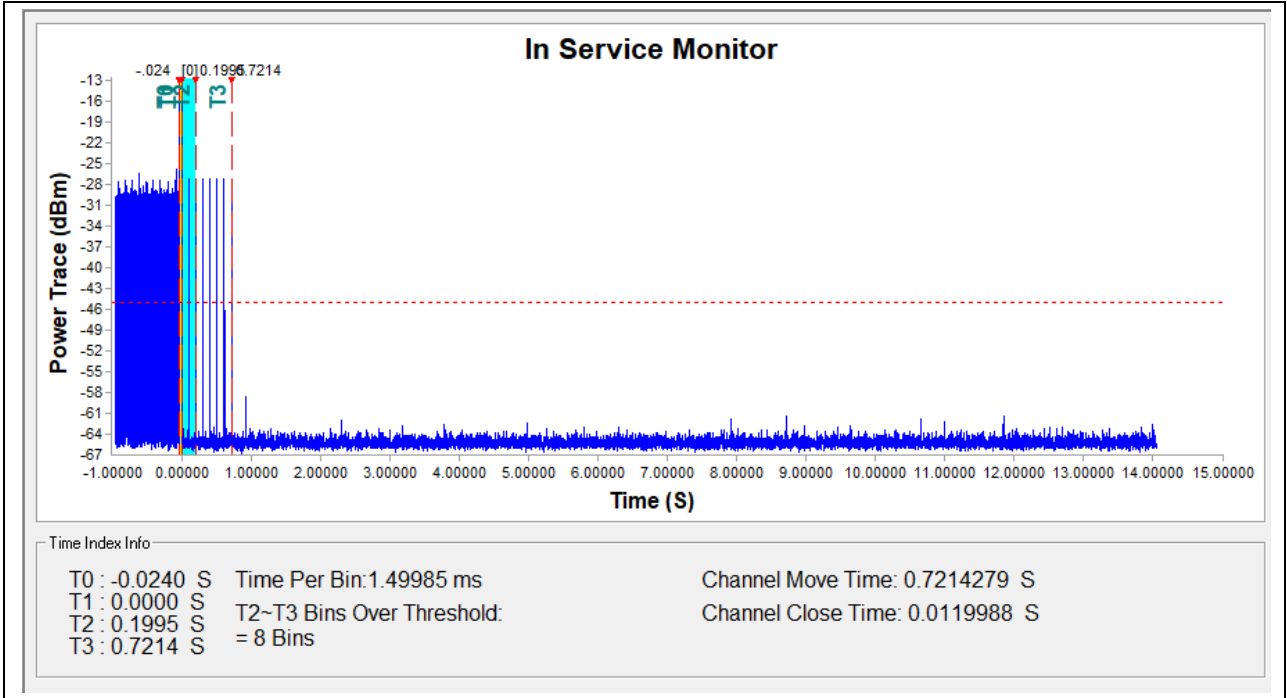 In Service Monitor
-.024 [0]0.1995 0.7214
T0 T1 T2 T3
Power Trace (dBm)
-13
-16
-19
-22
-25
-28
-31
-34
-37
-40
-43
-46
-49
-52
-55
-58
-61
-64
-67
-1.00000 0.00000 1.00000 2.00000 3.00000 4.00000 5.00000 6.00000 7.00000 8.00000 9.00000 10.00000 11.00000 12.00000 13.00000 14.00000 15.00000
Time (S)
Time Index Info
T0 : -0.0240 S
T1 : 0.0000 S
T2 : 0.1995 S
T3 : 0.7214 S
Time Per Bin:1.49985 ms
T2~T3 Bins Over Threshold:
= 8 Bins
Channel Move Time: 0.7214279 S
Channel Close Time: 0.0119988 S